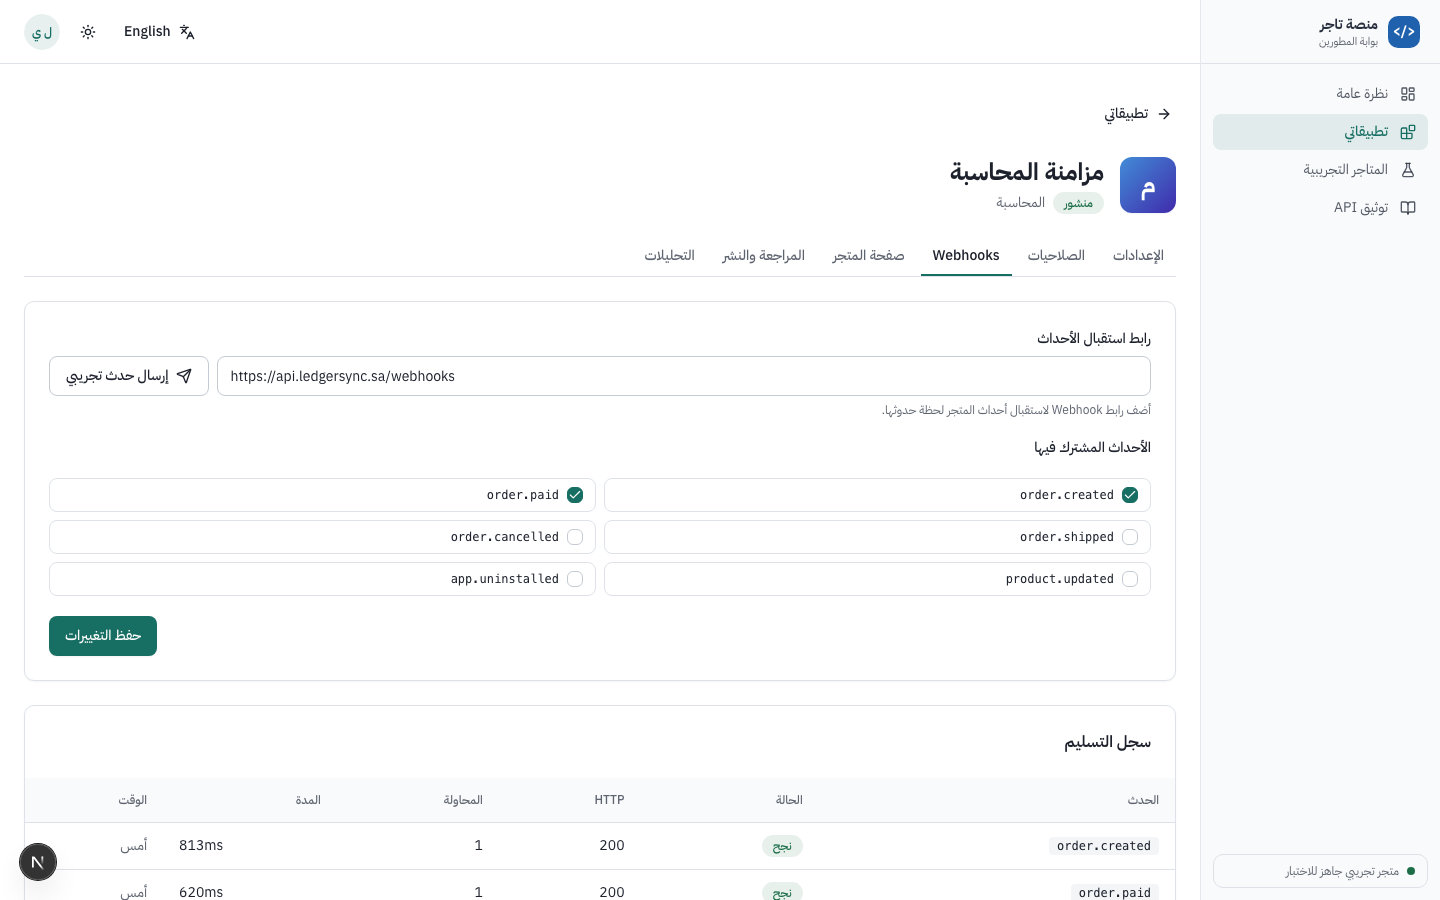 منصة تاجر
بوابة المطورين
نظرة عامة
تطبيقاتي
المتاجر التجريبية
توثيق API
متجر تجريبي جاهز للاختبار
English
ل ي
تطبيقاتي
م
مزامنة المحاسبة
منشور المحاسبة
الإعدادات الصلاحيات Webhooks صفحة المتجر المراجعة والنشر التحليلات
رابط استقبال الأحداث
https://api.ledgersync.sa/webhooks
إرسال حدث تجريبي
أضف رابط Webhook لاستقبال أحداث المتجر لحظة حدوثها.
الأحداث المشترك فيها
order.created order.paid
order.shipped order.cancelled
product.updated app.uninstalled
حفظ التغييرات
سجل التسليم
الحدث الحالة HTTP المحاولة المدة الوقت
order.created نجح 200 1 813ms أمس
order.paid نجح 200 1 620ms أمس
N